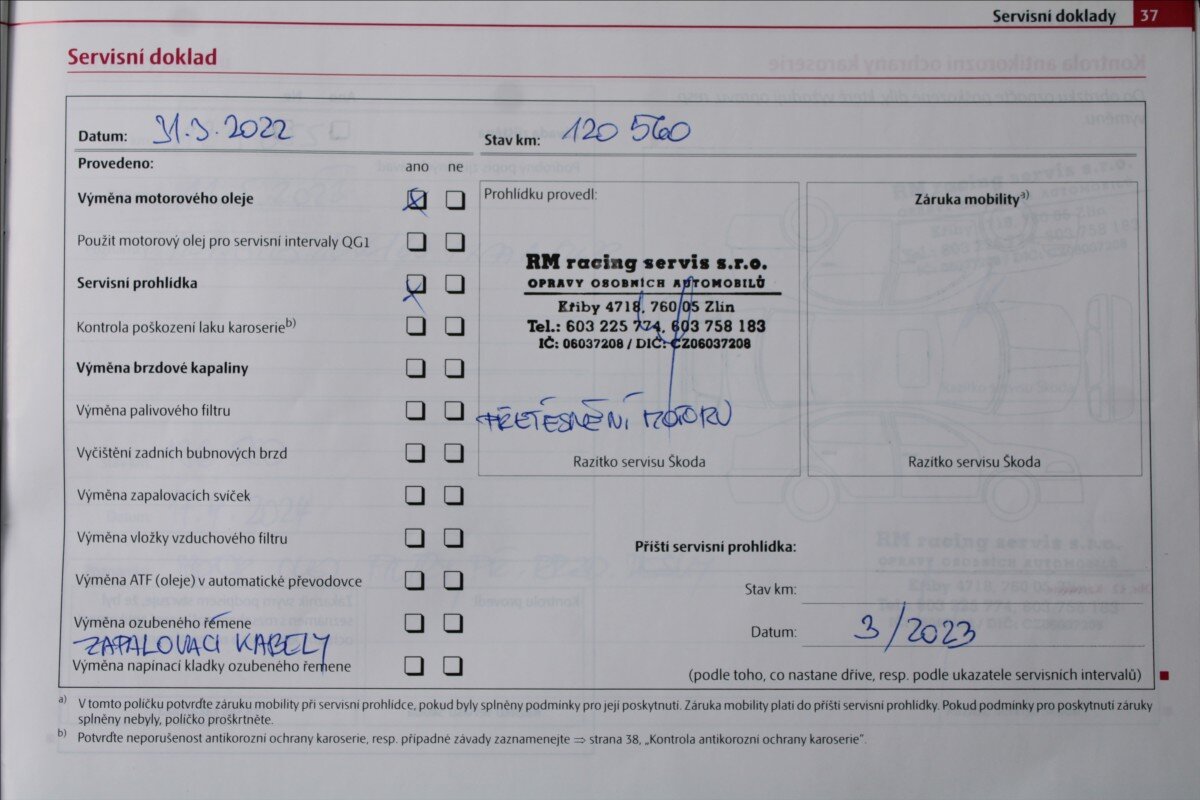 Servisní doklady 37
Servisní doklad
Datum: 31.3.2022
Stav km: 120 560
Provedeno: ano ne
Výměna motorového oleje
Použit motorový olej pro servisní intervaly QG1
Servisní prohlídka
Kontrola poškození laku karoserie b)
Výměna brzdové kapaliny
Výměna palivového filtru
Vyčištění zadních bubnových brzd
Výměna zapalovacích svíček
Výměna vložky vzduchového filtru
Výměna ATF (oleje) v automatické převodovce
Výměna ozubeného řemene
ZAPALOVACÍ KABELY
Výměna napínací kladky ozubeného řemene
Prohlídku provedl:
RM racing servis s.r.o.
OPRAVY OSOBNÍCH AUTOMOBILŮ
Křiby 4718, 760 05 Zlín
Tel.: 603 225 774, 603 758 183
IČ: 06037208 / DIČ: CZ06037208
PŘETĚSNĚNÍ MOTORU
Razítko servisu Škoda
Záruka mobility a)
Razítko servisu Škoda
Příští servisní prohlídka:
Stav km:
Datum: 3/2023
(podle toho, co nastane dříve, resp. podle ukazatele servisních intervalů)
a) V tomto políčku potvrďte záruku mobility při servisní prohlídce, pokud byly splněny podmínky pro její poskytnutí. Záruka mobility platí do příští servisní prohlídky. Pokud podmínky pro poskytnutí záruky
splněny nebyly, políčko proškrtněte.
b) Potvrďte neporušenost antikorozní ochrany karoserie, resp. případné závady zaznamenejte ⇒ strana 38, „Kontrola antikorozní ochrany karoserie“.